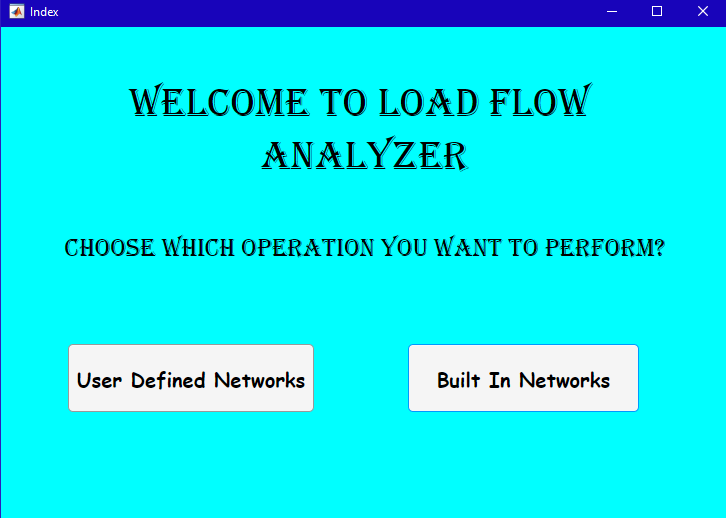 Index
WELCOME TO LOAD FLOW
ANALYZER
CHOOSE WHICH OPERATION YOU WANT TO PERFORM?
User Defined Networks
Built In Networks